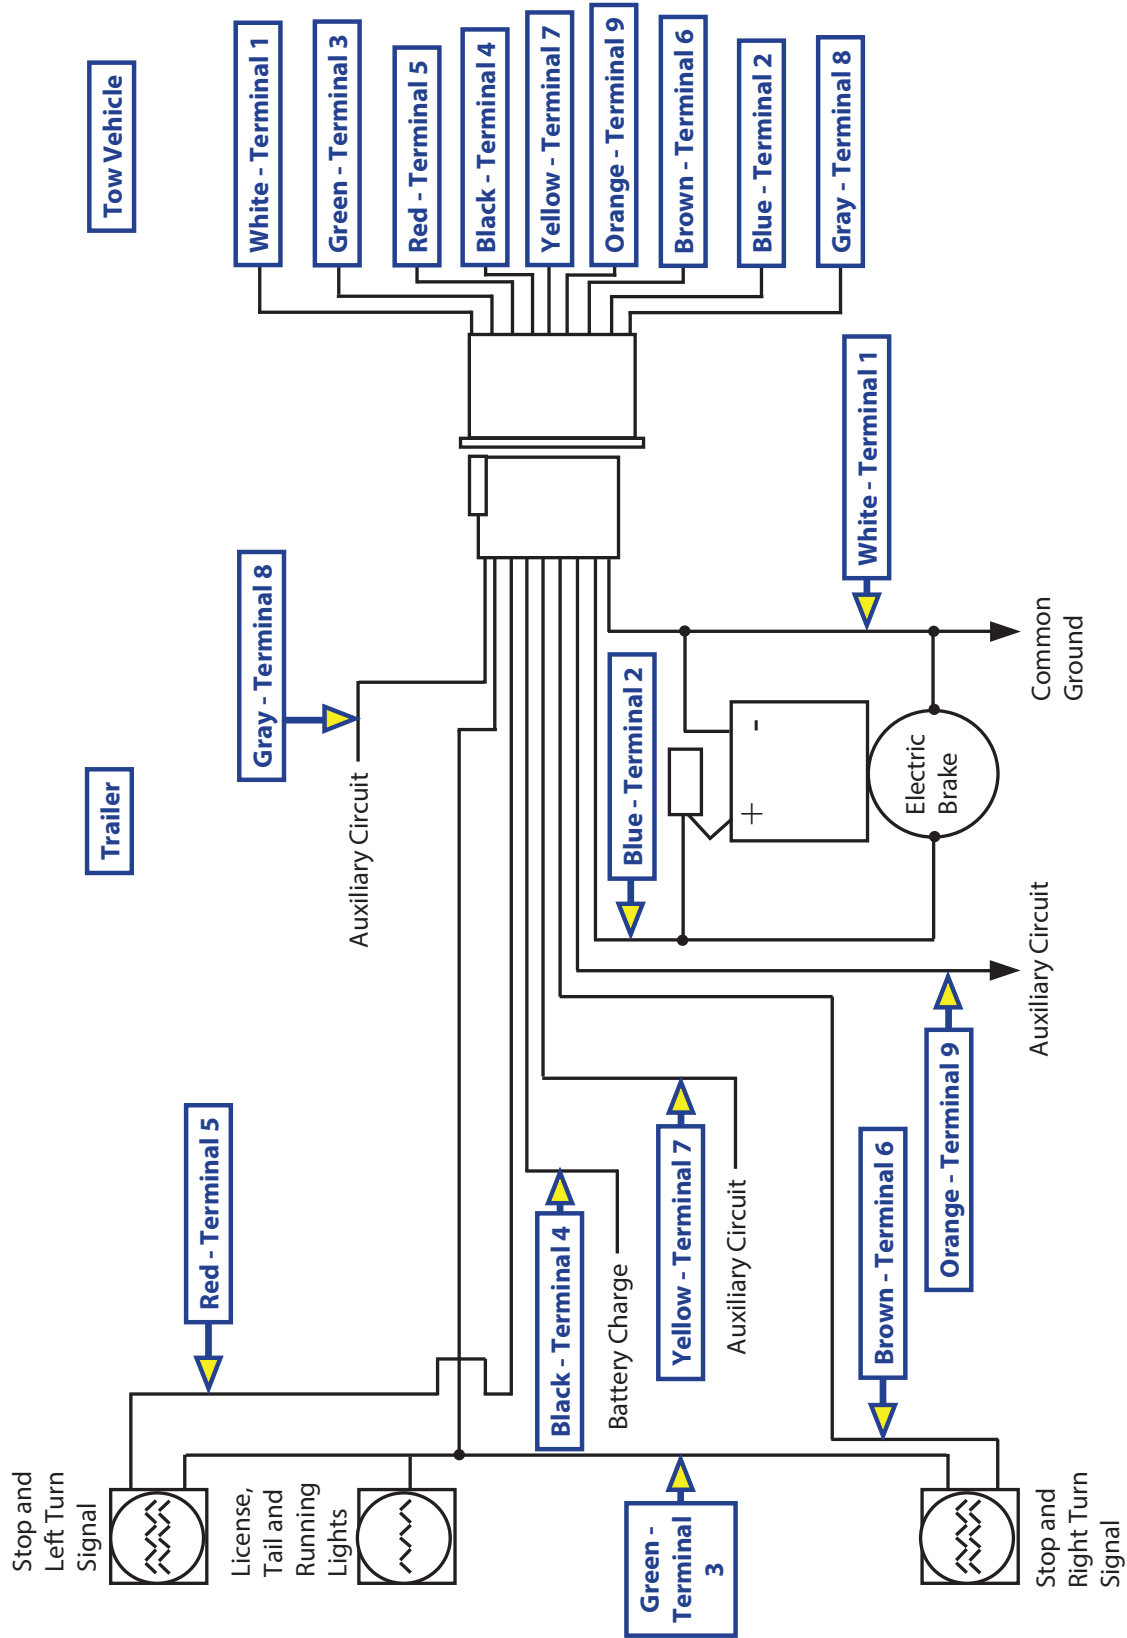 Trailer
Tow Vehicle
Stop and
Left Turn
Signal
Red - Terminal 5
Gray - Terminal 8
Auxiliary Circuit
License,
Tail and
Running
Lights
White - Terminal 1
Green - Terminal 3
Red - Terminal 5
Black - Terminal 4
Yellow - Terminal 7
Orange - Terminal 9
Brown - Terminal 6
Blue - Terminal 2
Gray - Terminal 8
Black - Terminal 4
Battery Charge
Green -
Terminal
3
Yellow - Terminal 7
Auxiliary Circuit
Blue - Terminal 2
+
-
Electric
Brake
White - Terminal 1
Brown - Terminal 6
Orange - Terminal 9
Stop and
Right Turn
Signal
Auxiliary Circuit
Common
Ground